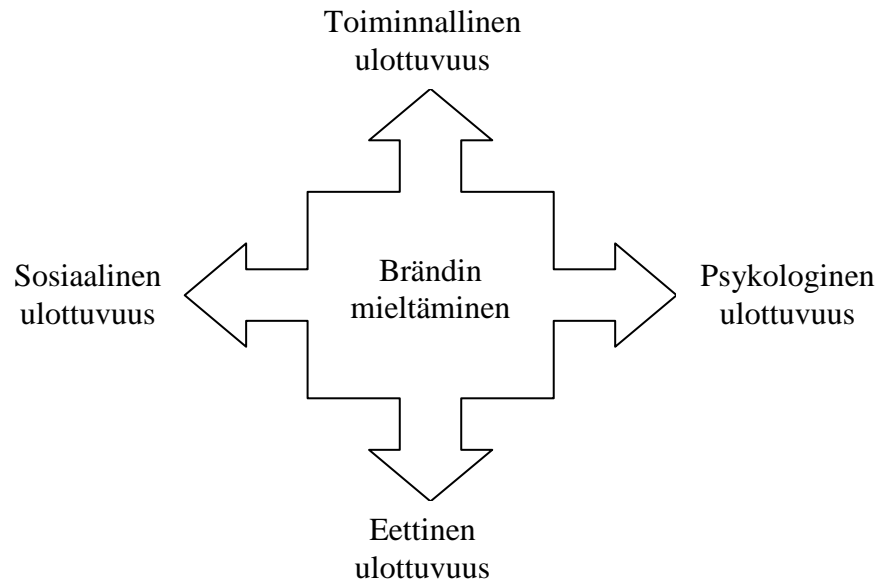 Toiminnallinen
ulottuvuus
Sosiaalinen
ulottuvuus
Brändin
mieltäminen
Psykologinen
ulottuvuus
Eettinen
ulottuvuus